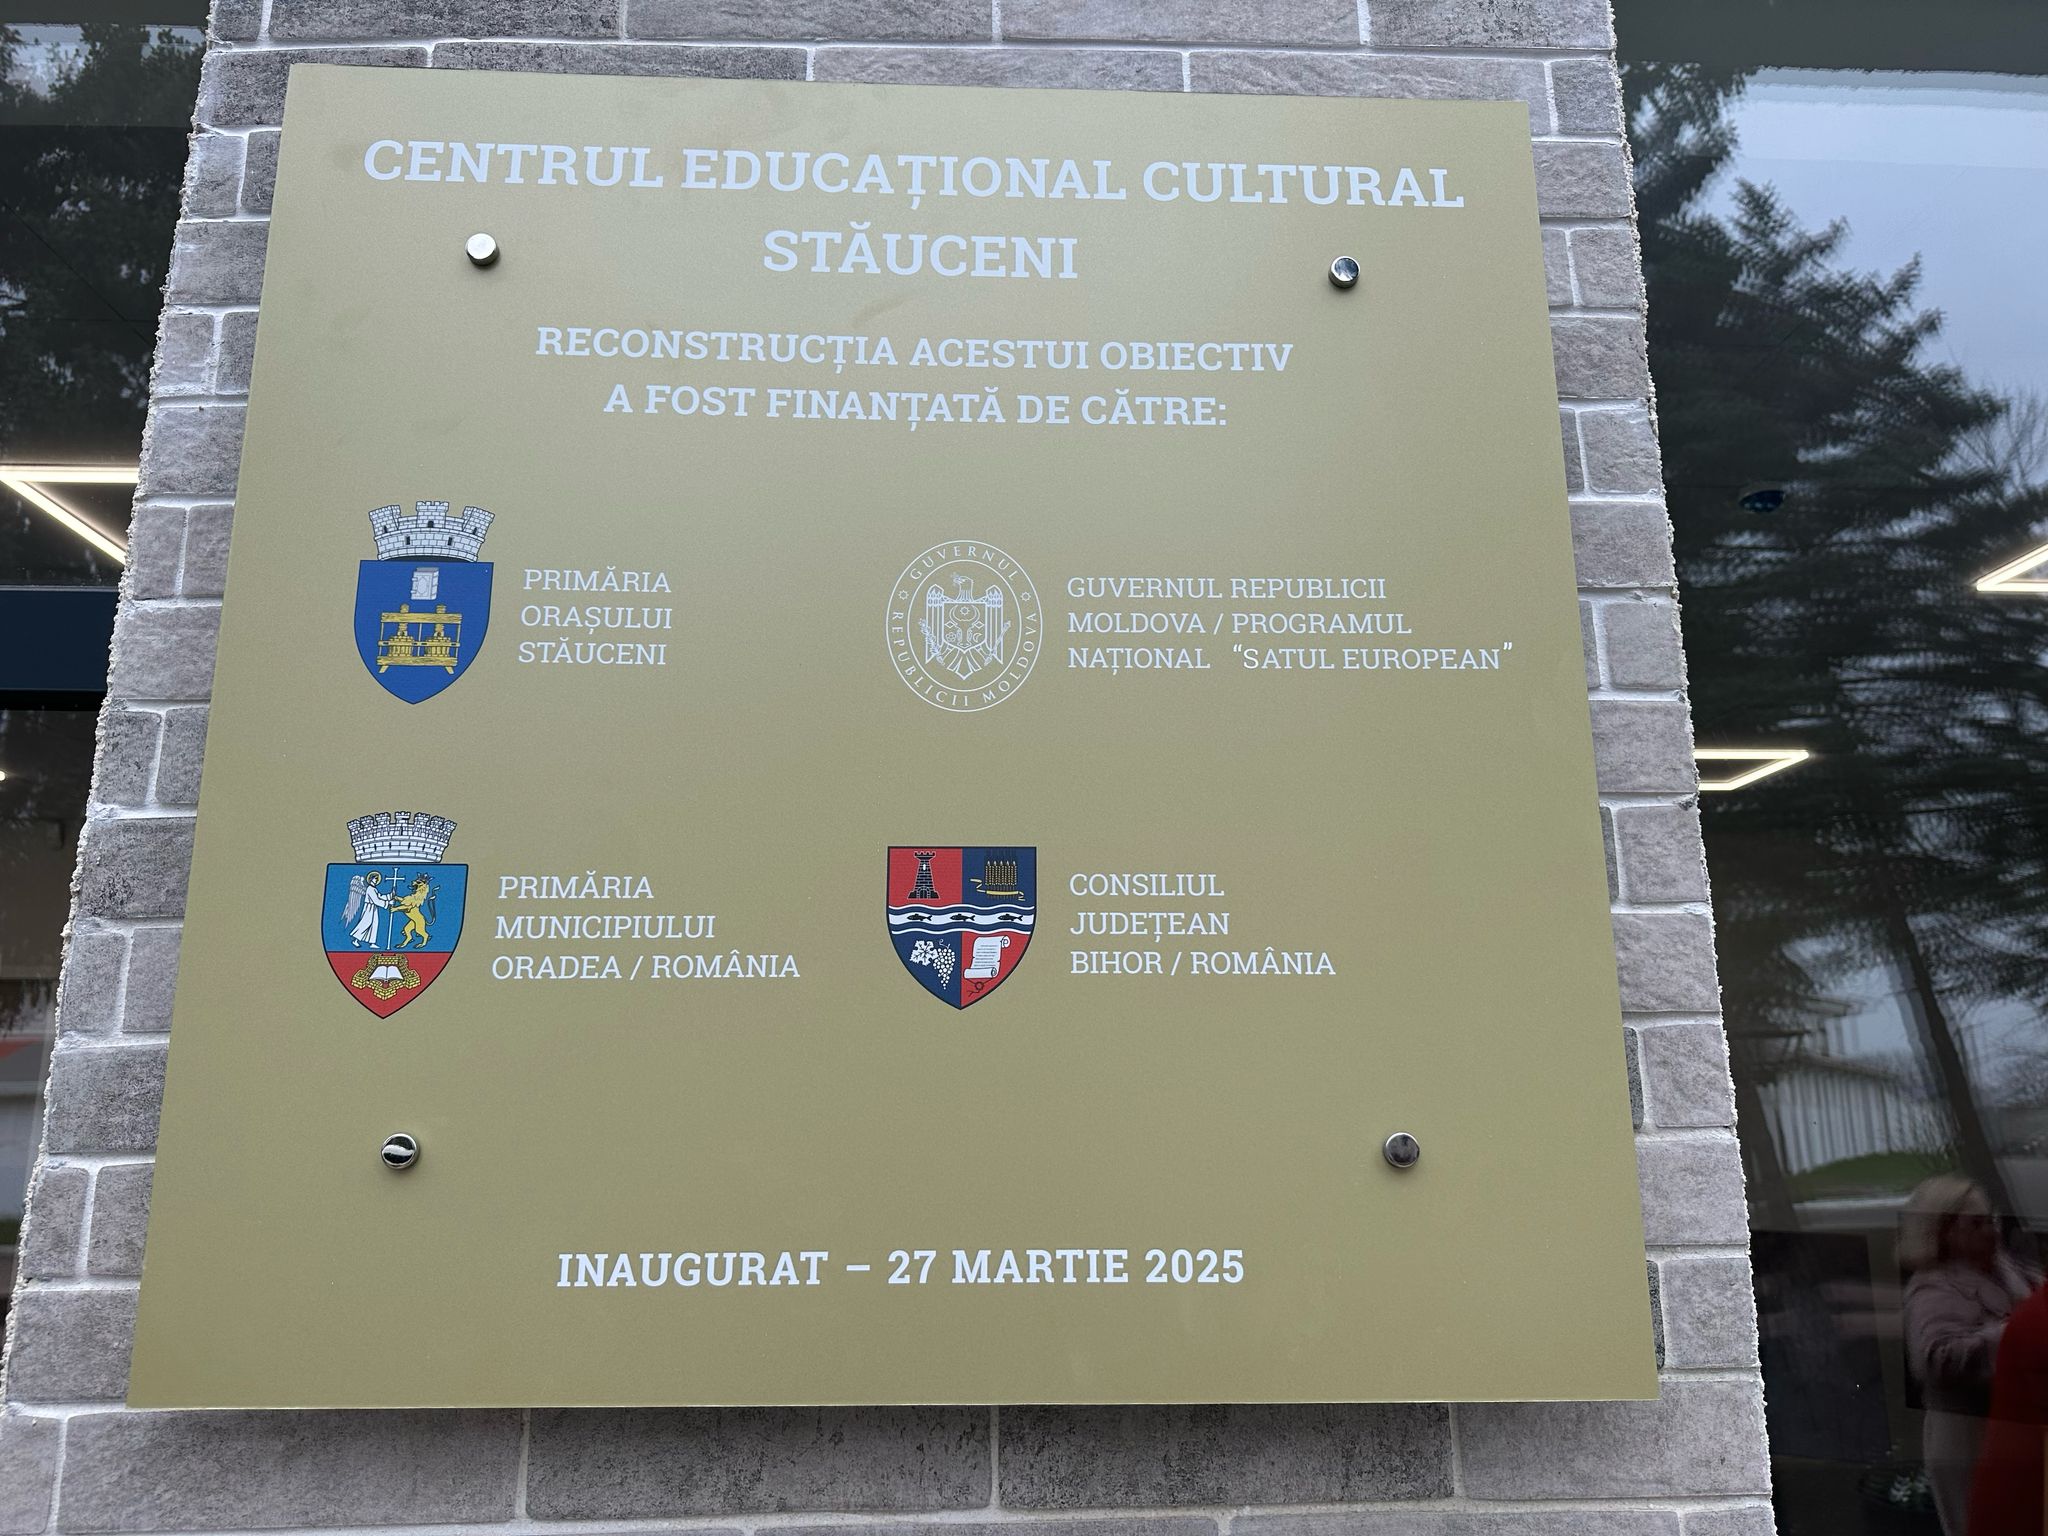 CENTRUL EDUCAȚIONAL CULTURAL
STĂUCENI
RECONSTRUCȚIA ACESTUI OBIECTIV
A FOST FINANȚATĂ DE CĂTRE:
PRIMĂRIA
ORAȘULUI
STĂUCENI
GUVERNUL
REPUBLICII MOLDOVA
GUVERNUL REPUBLICII
MOLDOVA / PROGRAMUL
NAȚIONAL “SATUL EUROPEAN”
PRIMĂRIA
MUNICIPIULUI
ORADEA / ROMÂNIA
CONSILIUL
JUDEȚEAN
BIHOR / ROMÂNIA
INAUGURAT – 27 MARTIE 2025